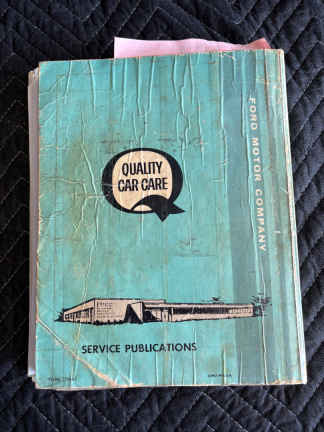 QUALITY
CAR CARE
FORD MOTOR COMPANY
SERVICE PUBLICATIONS